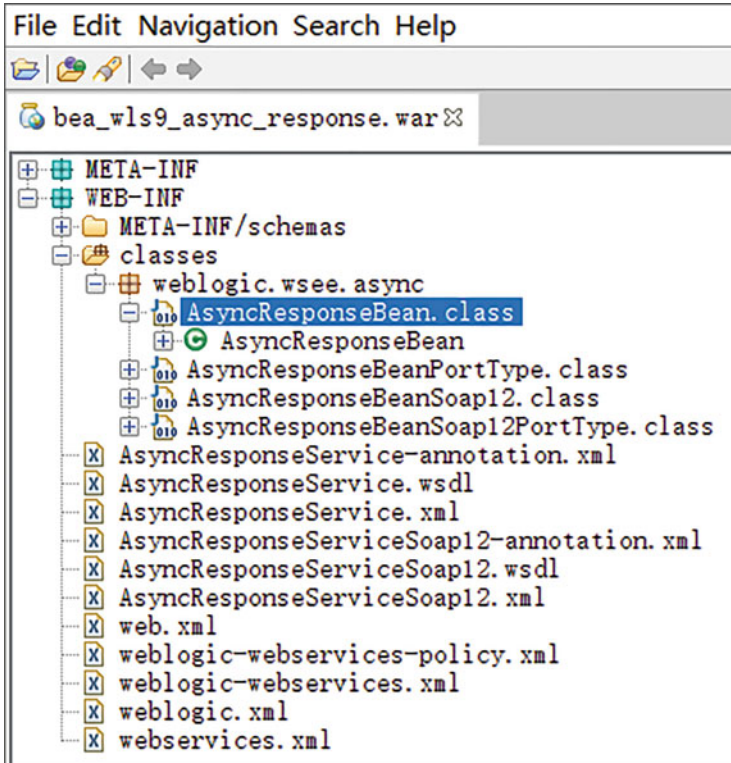 File Edit Navigation Search Help
bea_wls9_async_response.war
META-INF
WEB-INF
META-INF/schemas
classes
weblogic.wsee.async
AsyncResponseBean.class
AsyncResponseBean
AsyncResponseBeanPortType.class
AsyncResponseBeanSoap12.class
AsyncResponseBeanSoap12PortType.class
AsyncResponseService-annotation.xml
AsyncResponseService.wsdl
AsyncResponseService.xml
AsyncResponseServiceSoap12-annotation.xml
AsyncResponseServiceSoap12.wsdl
AsyncResponseServiceSoap12.xml
web.xml
weblogic-webservices-policy.xml
weblogic-webservices.xml
weblogic.xml
webservices.xml